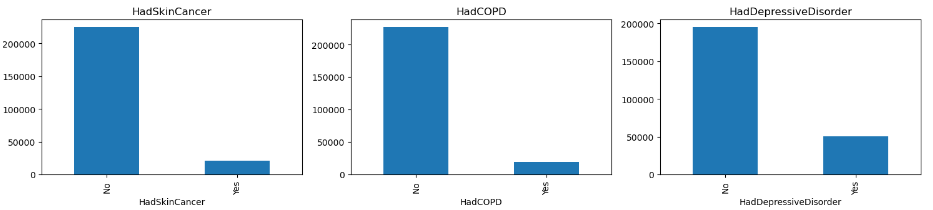 HadSkinCancer
200000
150000
100000
50000
0
No
Yes
HadSkinCancer
HadCOPD
200000
150000
100000
50000
0
No
Yes
HadCOPD
HadDepressiveDisorder
200000
150000
100000
50000
0
No
Yes
HadDepressiveDisorder